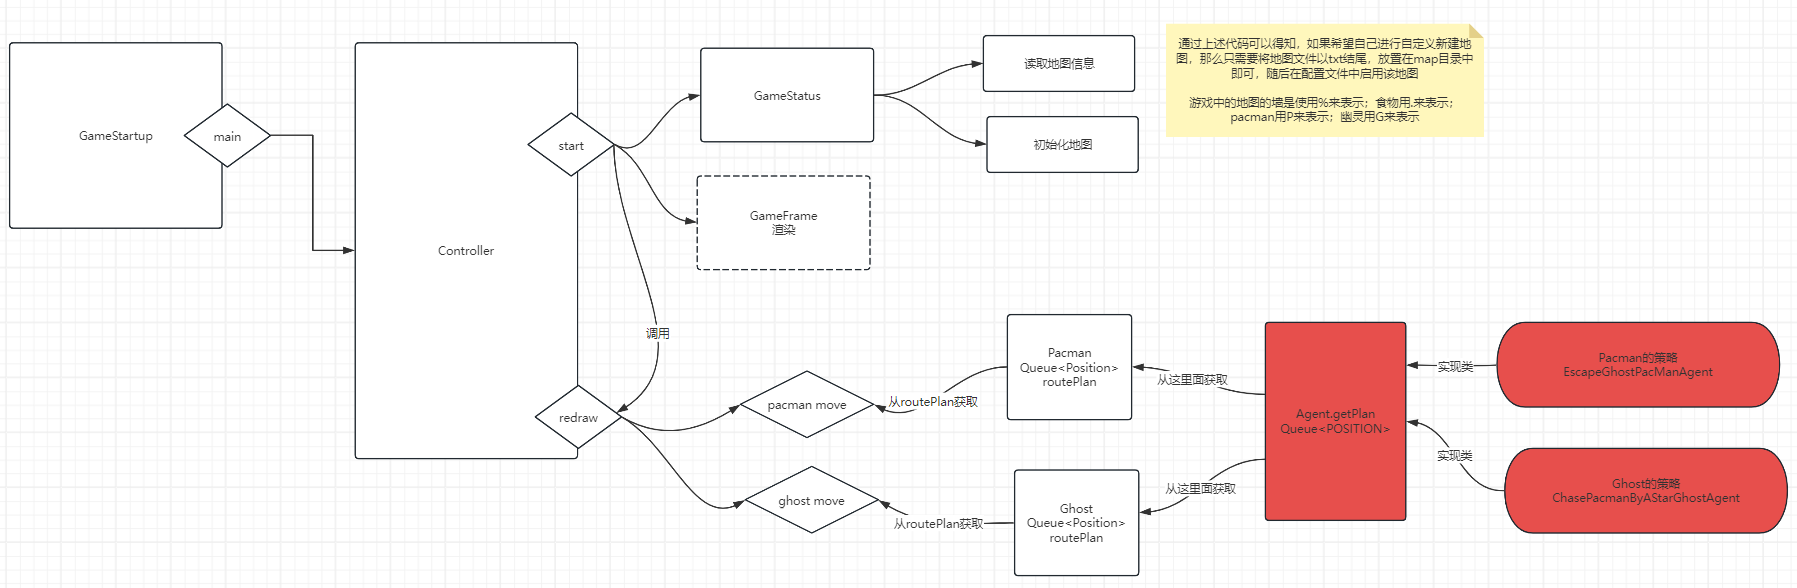 GameStartup
main
Controller
start
GameStatus
读取地图信息
初始化地图
通过上述代码可以得知，如果希望自己进行自定义新建地
图，那么只需要将地图文件以txt结尾，放置在map目录中
即可，随后在配置文件中启用该地图
游戏中的地图的墙是使用%来表示；食物用.来表示；
pacman用P来表示；幽灵用G来表示
GameFrame
渲染
调用
redraw
pacman move
从routePlan获取
Pacman
Queue<Position>
routePlan
从这里面获取
Agent.getPlan
Queue<POSITION>
实现类
Pacman的策略
EscapeGhostPacManAgent
ghost move
从routePlan获取
Ghost
Queue<Position>
routePlan
从这里面获取
实现类
Ghost的策略
ChasePacmanByAStarGhostAgent